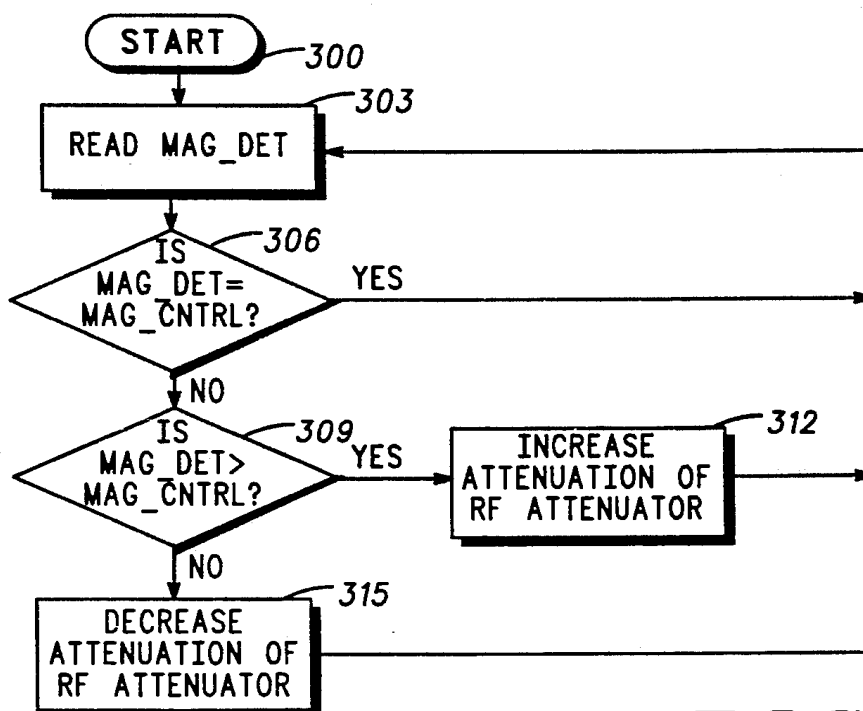 START
300
303
READ MAG_DET
306
IS
MAG_DET=
MAG_CNTRL?
YES
NO
309
IS
MAG_DET>
MAG_CNTRL?
YES
312
INCREASE
ATTENUATION OF
RF ATTENUATOR
NO
315
DECREASE
ATTENUATION OF
RF ATTENUATOR